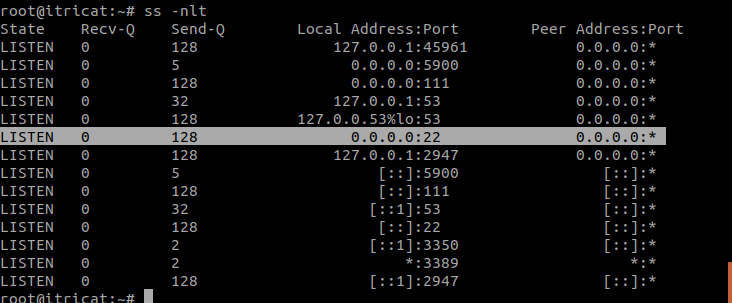 root@itricat:~# ss -nlt
State Recv-Q Send-Q Local Address:Port Peer Address:Port
LISTEN 0 128 127.0.0.1:45961 0.0.0.0:*
LISTEN 0 5 0.0.0.0:5900 0.0.0.0:*
LISTEN 0 128 0.0.0.0:111 0.0.0.0:*
LISTEN 0 32 127.0.0.1:53 0.0.0.0:*
LISTEN 0 128 127.0.0.53%lo:53 0.0.0.0:*
LISTEN 0 128 0.0.0.0:22 0.0.0.0:*
LISTEN 0 128 127.0.0.1:2947 0.0.0.0:*
LISTEN 0 5 [::]:5900 [::]:*
LISTEN 0 128 [::]:111 [::]:*
LISTEN 0 32 [::1]:53 [::]:*
LISTEN 0 128 [::]:22 [::]:*
LISTEN 0 2 [::1]:3350 [::]:*
LISTEN 0 2 *:3389 *:*
LISTEN 0 128 [::1]:2947 [::]:*
root@itricat:~#